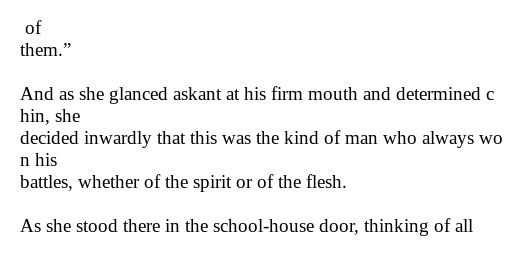 of
them.”
And as she glanced askant at his firm mouth and determined c
hin, she
decided inwardly that this was the kind of man who always wo
n his
battles, whether of the spirit or of the flesh.
As she stood there in the school-house door, thinking of all